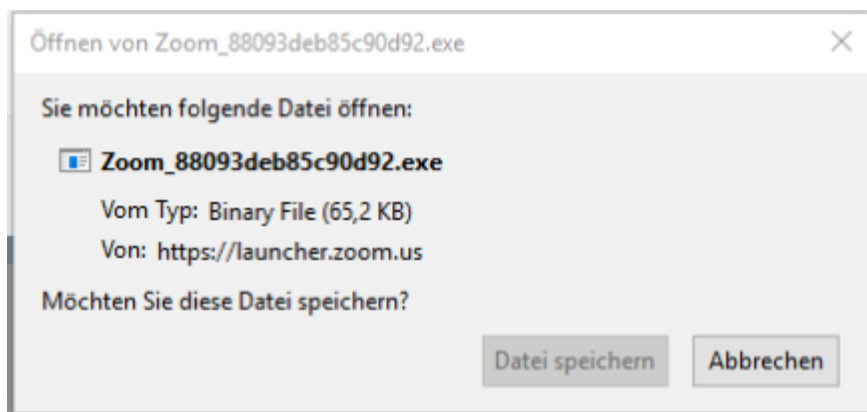 Öffnen von Zoom_88093deb85c90d92.exe
Sie möchten folgende Datei öffnen:
Zoom_88093deb85c90d92.exe
Vom Typ: Binary File (65,2 KB)
Von: https://launcher.zoom.us
Möchten Sie diese Datei speichern?
Datei speichern Abbrechen